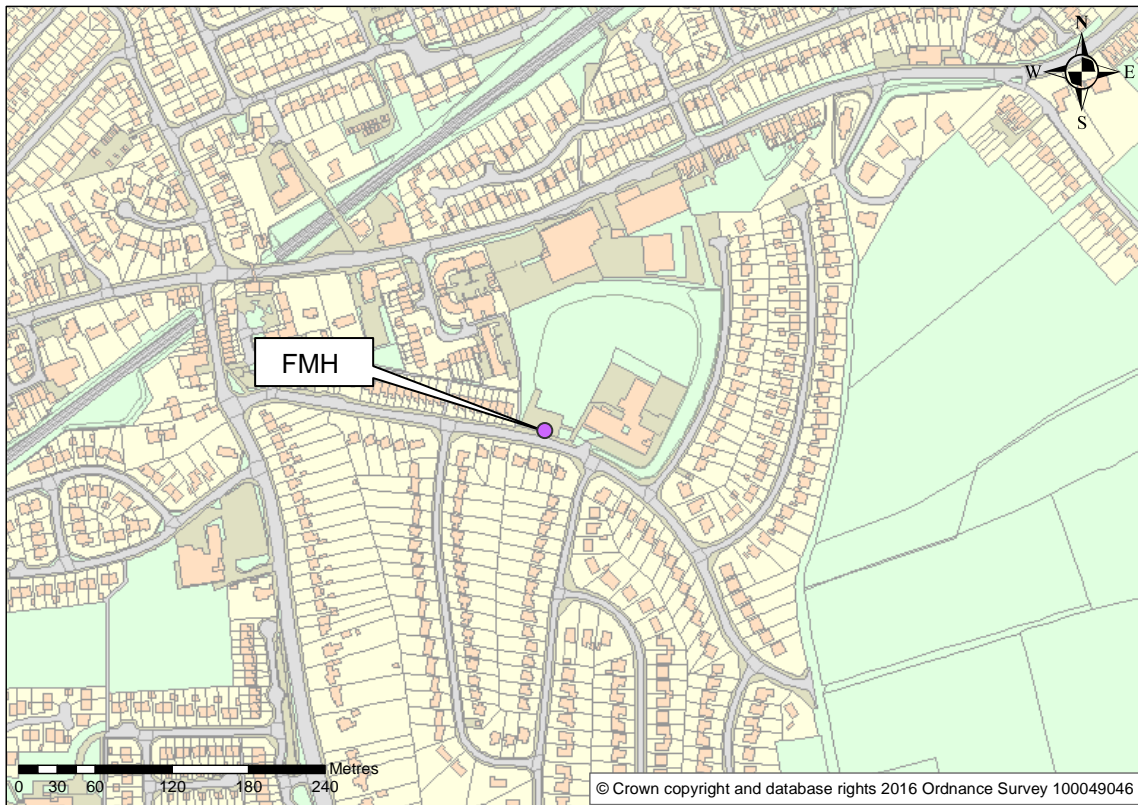 N
W E
S
FMH
Metres
0 30 60 120 180 240
© Crown copyright and database rights 2016 Ordnance Survey 100049046